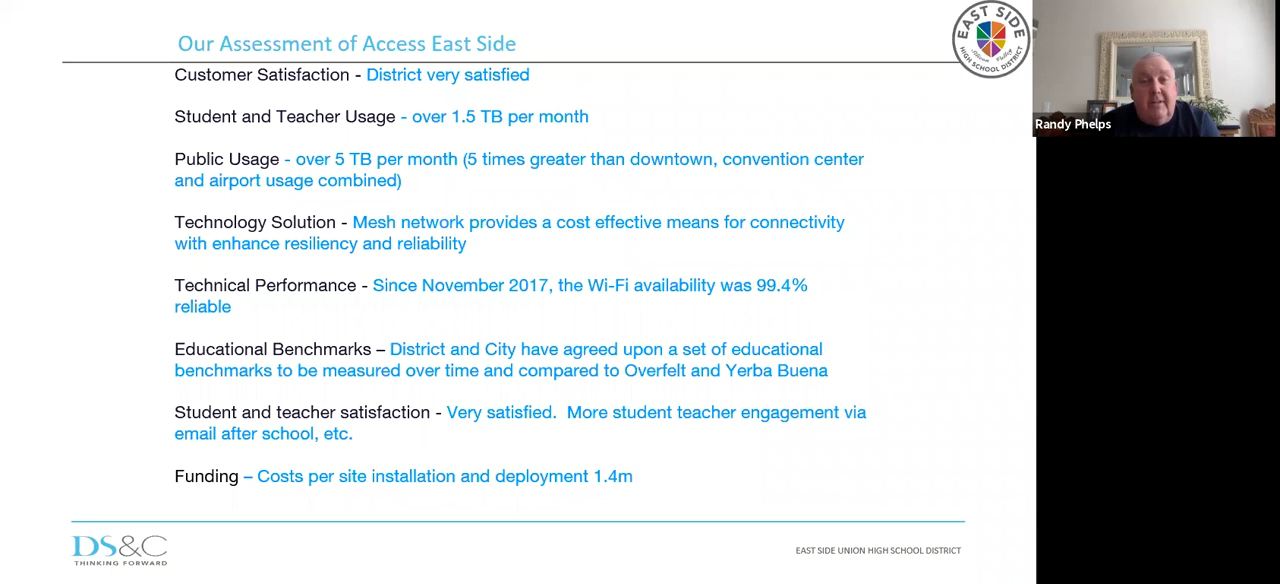 Our Assessment of Access East Side
EAST SIDE
HIGH SCHOOL DISTRICT
Randy Phelps
Customer Satisfaction - District very satisfied
Student and Teacher Usage - over 1.5 TB per month
Public Usage - over 5 TB per month (5 times greater than downtown, convention center
and airport usage combined)
Technology Solution - Mesh network provides a cost effective means for connectivity
with enhance resiliency and reliability
Technical Performance - Since November 2017, the Wi-Fi availability was 99.4%
reliable
Educational Benchmarks – District and City have agreed upon a set of educational
benchmarks to be measured over time and compared to Overfelt and Yerba Buena
Student and teacher satisfaction - Very satisfied. More student teacher engagement via
email after school, etc.
Funding – Costs per site installation and deployment 1.4m
DS&C
THINKING FORWARD
EAST SIDE UNION HIGH SCHOOL DISTRICT